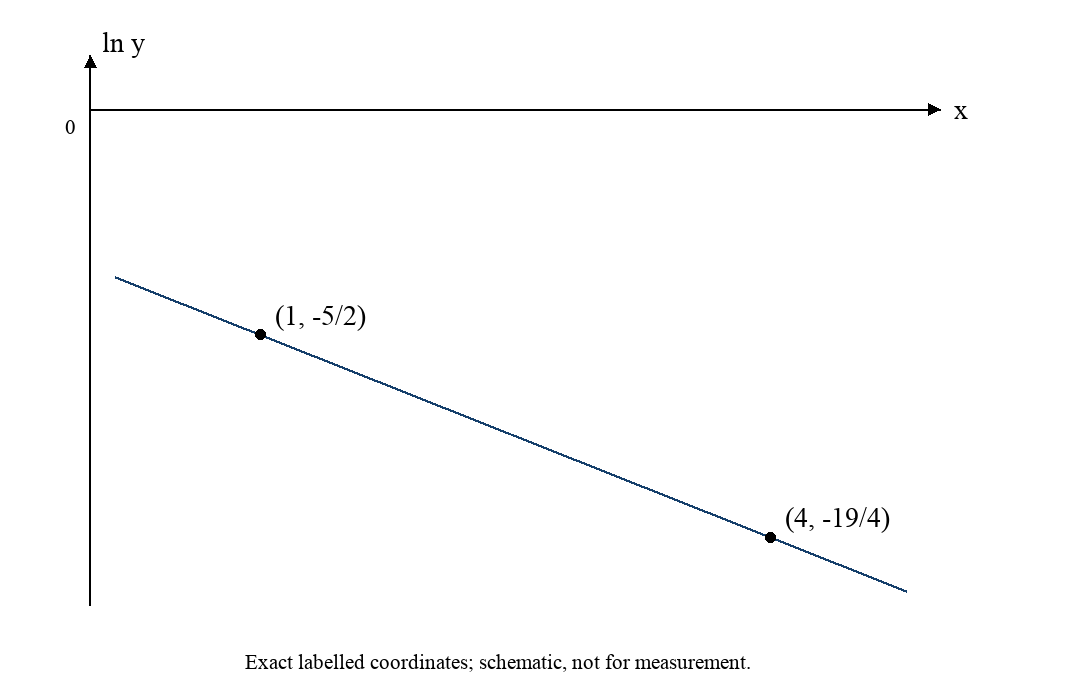 ln y
x
0
(1, -5/2)
(4, -19/4)
Exact labelled coordinates; schematic, not for measurement.